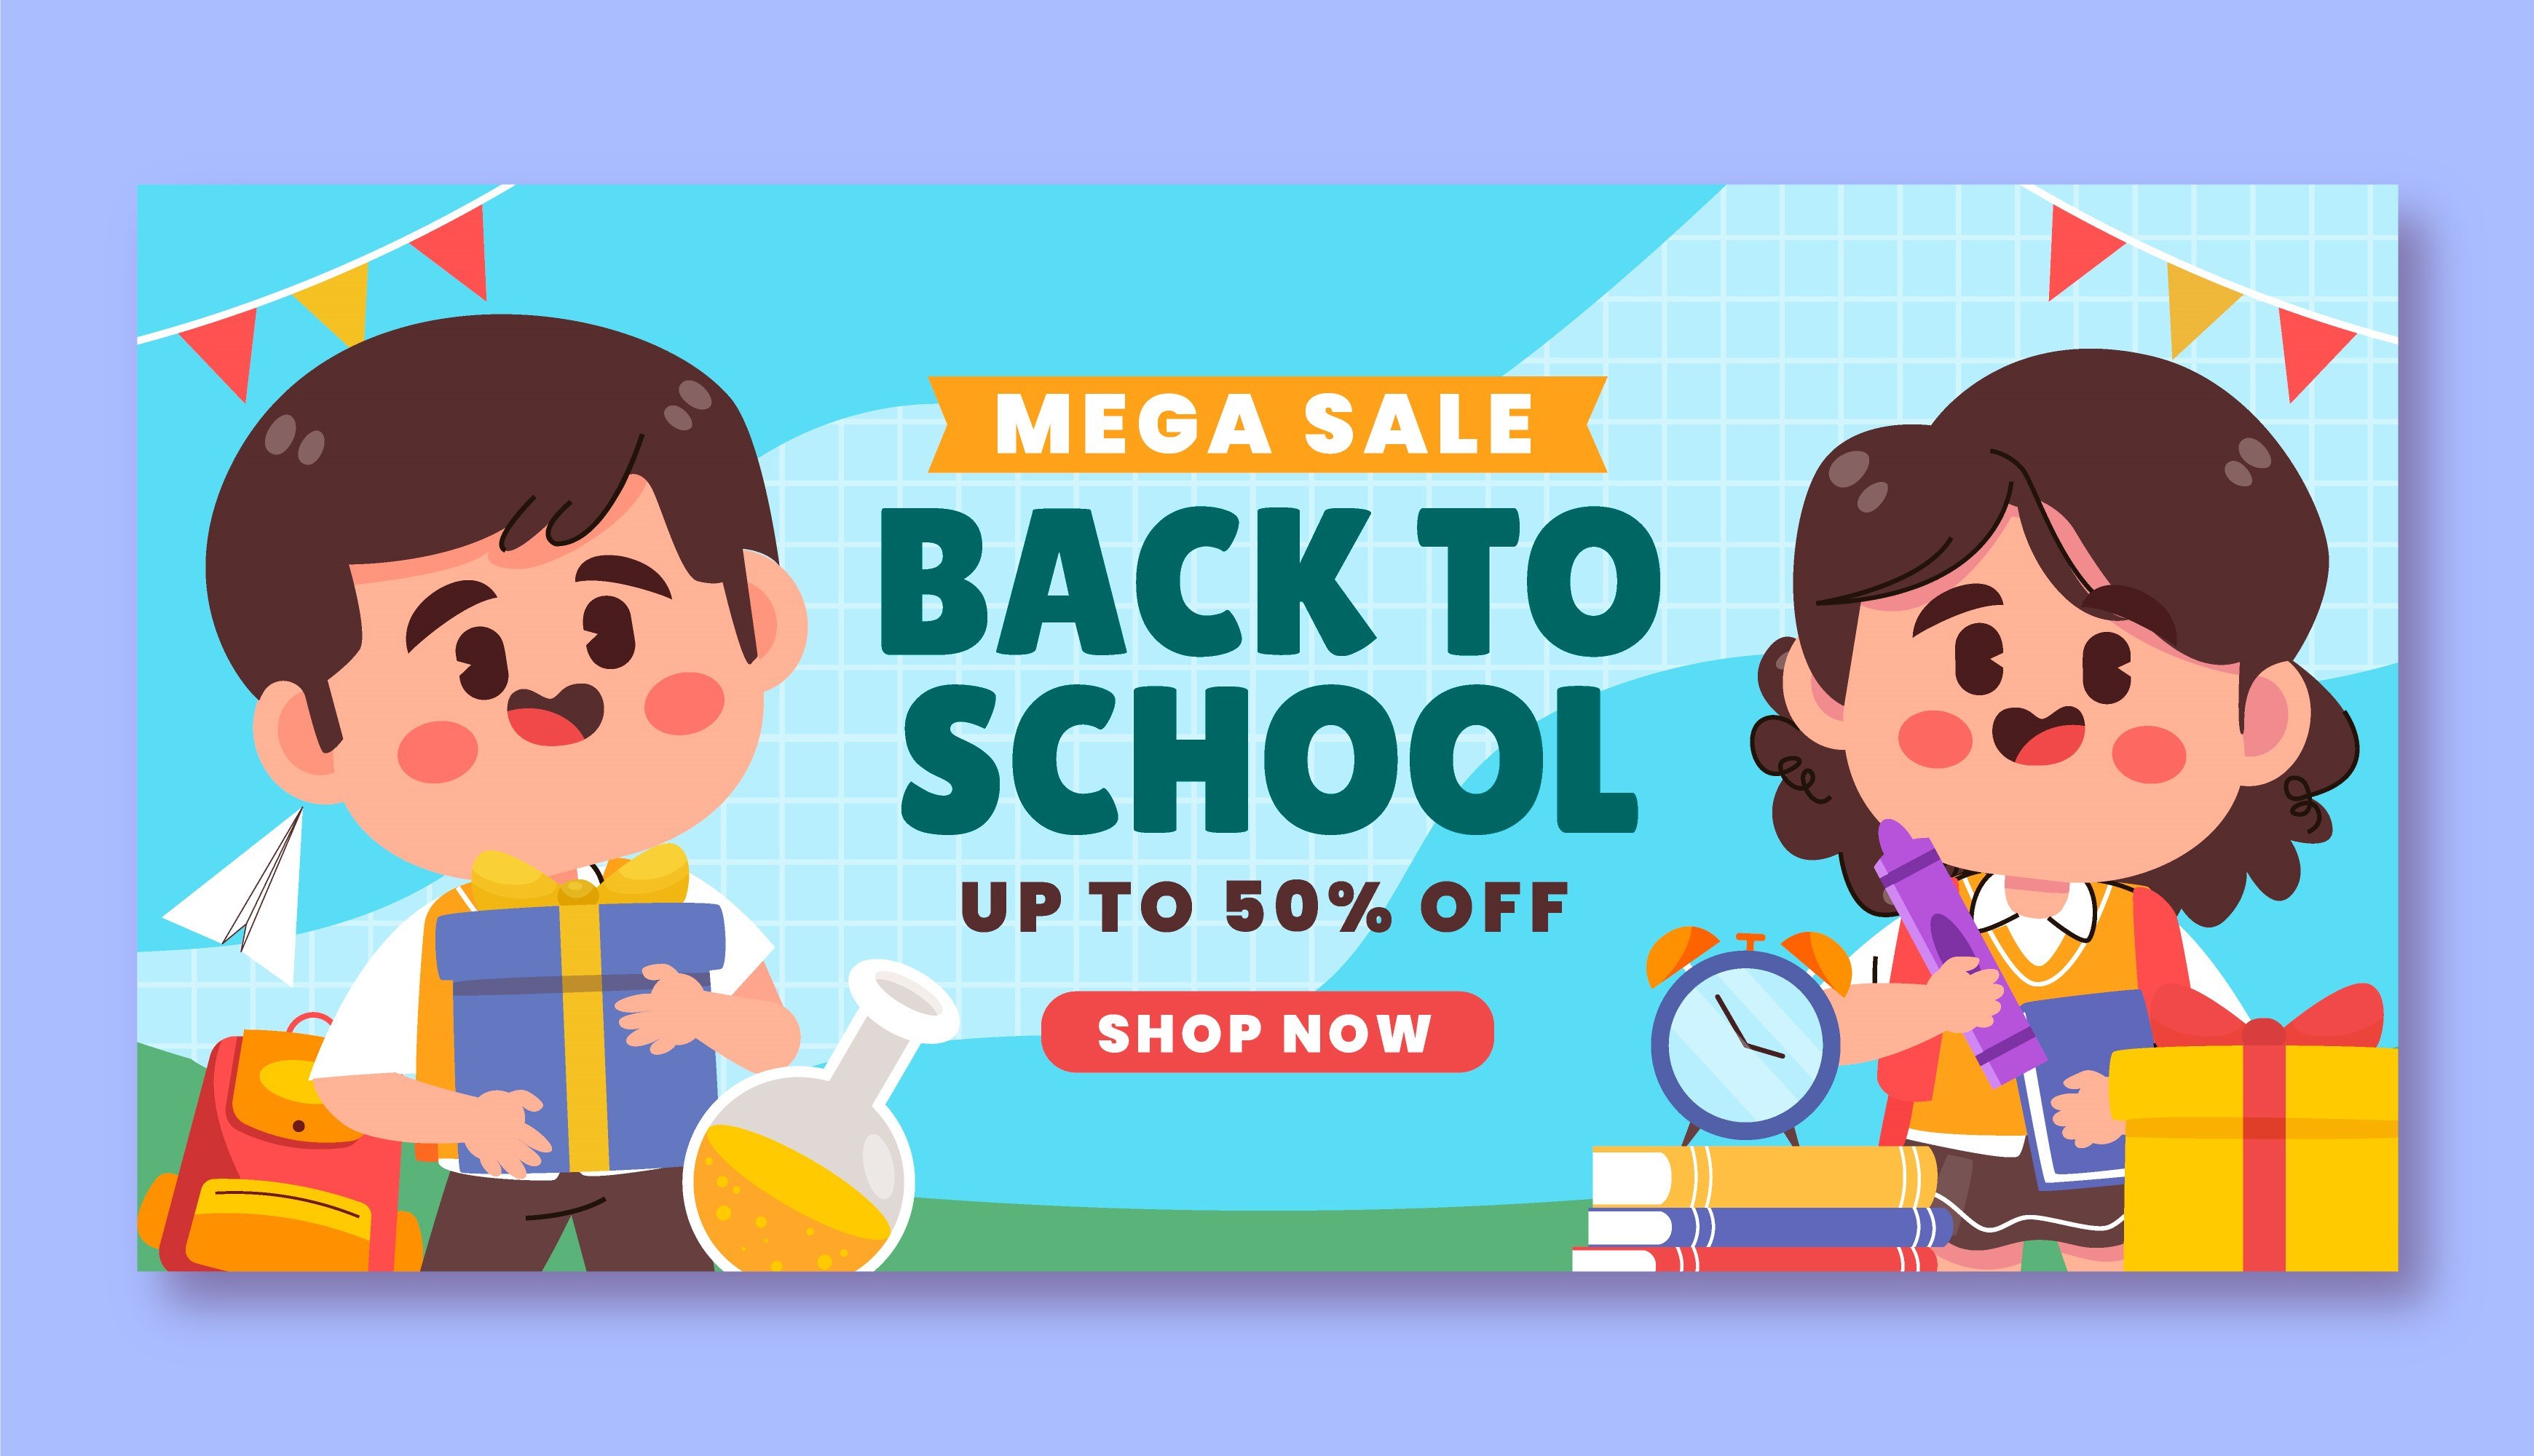 MEGA SALE
BACK TO
SCHOOL
UP TO 50% OFF
SHOP NOW